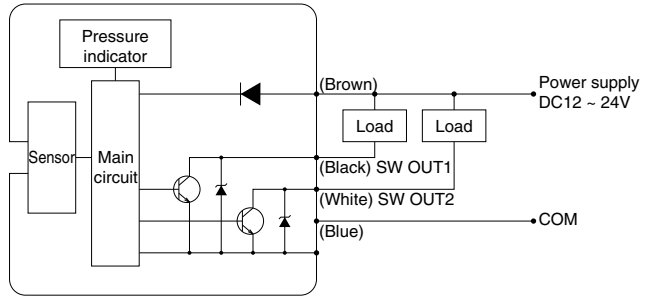 Pressure
indicator
(Brown)
Power supply
DC12 ~ 24V
Load
Load
Sensor
Main
circuit
(Black) SW OUT1
(White) SW OUT2
COM
(Blue)